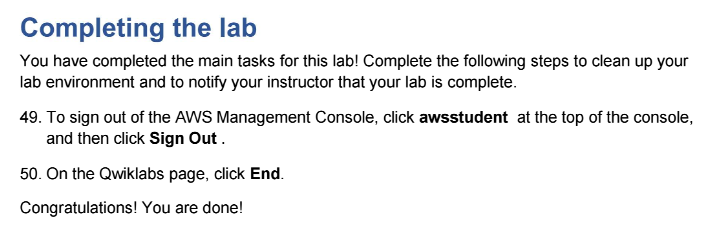 Completing the lab
You have completed the main tasks for this lab! Complete the following steps to clean up your
lab environment and to notify your instructor that your lab is complete.
49. To sign out of the AWS Management Console, click awsstudent  at the top of the console,
and then click Sign Out .
50. On the Qwiklabs page, click End.
Congratulations! You are done!